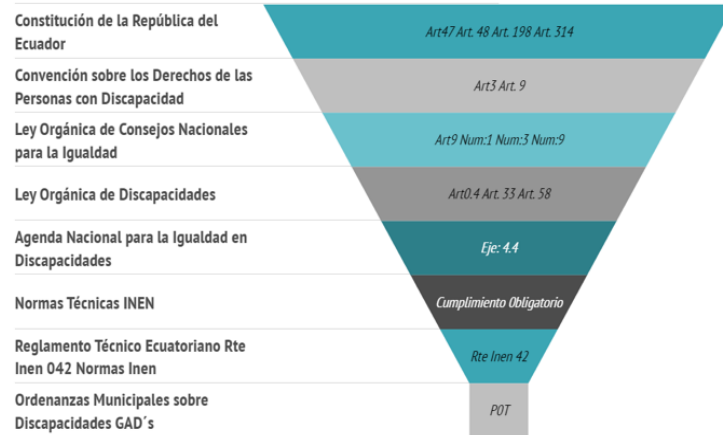 Constitución de la República del
Ecuador
Art47 Art. 48 Art. 198 Art. 314
Convención sobre los Derechos de las
Personas con Discapacidad
Art3 Art. 9
Ley Orgánica de Consejos Nacionales
para la Igualdad
Art9 Num:1 Num:3 Num:9
Ley Orgánica de Discapacidades
Art0.4 Art. 33 Art. 58
Agenda Nacional para la Igualdad en
Discapacidades
Eje: 4.4
Normas Técnicas INEN
Cumplimiento Obligatorio
Reglamento Técnico Ecuatoriano Rte
Inen 042 Normas Inen
Rte Inen 42
Ordenanzas Municipales sobre
Discapacidades GAD´s
POT